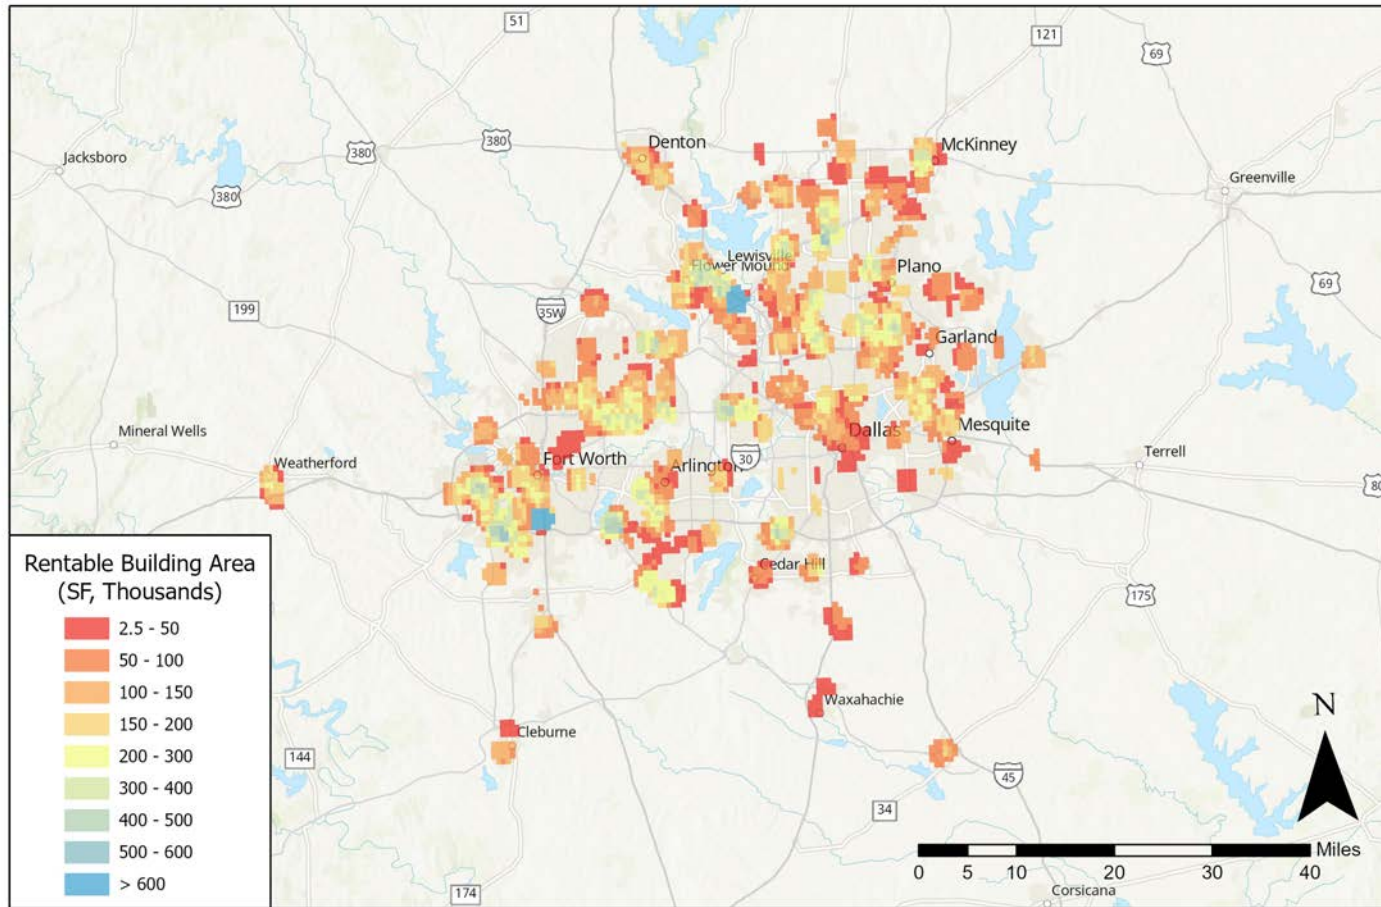 51
121
69
Denton
McKinney
380
380
Jacksboro
Greenville
380
Lewisville
Flower Mound
Plano
69
199
35W
Garland
Mineral Wells
Dallas
Mesquite
Weatherford
Fort Worth
Arlington
30
Terrell
80
Cedar Hill
175
Rentable Building Area
(SF, Thousands)
2.5 - 50
50 - 100
100 - 150
150 - 200
200 - 300
300 - 400
400 - 500
500 - 600
> 600
Waxahachie
N
Cleburne
144
45
34
Miles
0 5 10 20 30 40
174
Corsicana